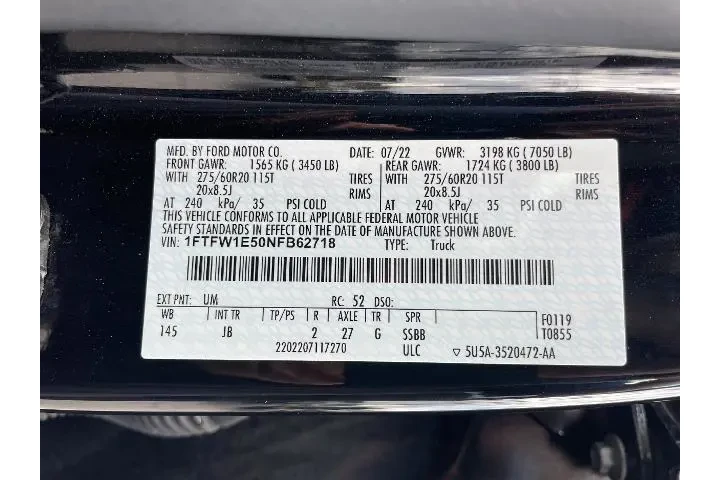 MFD. BY FORD MOTOR CO. DATE: 07/22 GVWR: 3198 KG ( 7050 LB)
FRONT GAWR: 1565 KG ( 3450 LB) REAR GAWR: 1724 KG ( 3800 LB)
WITH 275/60R20 115T TIRES WITH 275/60R20 115T TIRES
20x8.5J RIMS 20x8.5J RIMS
AT 240 kPa/ 35 PSI COLD AT 240 kPa/ 35 PSI COLD
THIS VEHICLE CONFORMS TO ALL APPLICABLE FEDERAL MOTOR VEHICLE
SAFETY STANDARDS IN EFFECT ON THE DATE OF MANUFACTURE SHOWN ABOVE.
VIN: 1FTFW1E50NFB62718 TYPE: Truck
EXT PNT: UM RC: 52 DSO:
WB INT TR TP/PS R AXLE TR SPR F0119
145 JB 2 27 G SSBB T0855
2202207117270 ULC ▽ 5U5A-3520472-AA